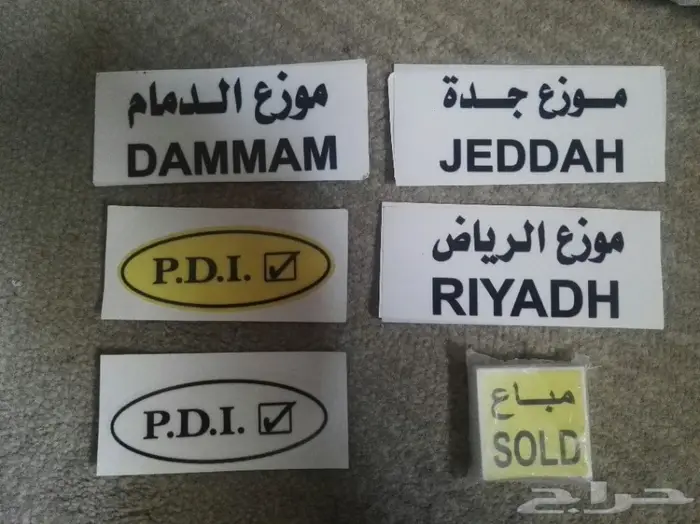 موزع الدمام
DAMMAM
موزع جدة
JEDDAH
P.D.I.
موزع الرياض
RIYADH
P.D.I.
مباع
SOLD
حراج